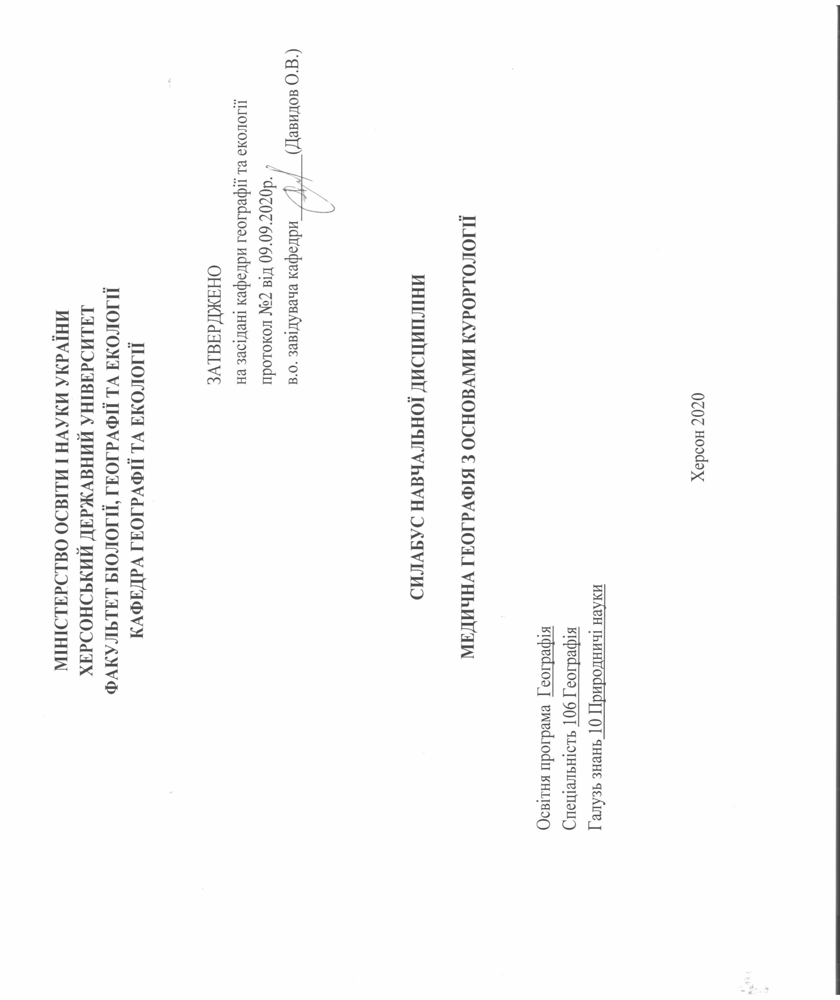 МІНІСТЕРСТВО ОСВІТИ І НАУКИ УКРАЇНИ
ХЕРСОНСЬКИЙ ДЕРЖАВНИЙ УНІВЕРСИТЕТ
ФАКУЛЬТЕТ БІОЛОГІЇ, ГЕОГРАФІЇ ТА ЕКОЛОГІЇ
КАФЕДРА ГЕОГРАФІЇ ТА ЕКОЛОГІЇ
ЗАТВЕРДЖЕНО
на засідані кафедри географії та екології
протокол №2 від 09.09.2020р.
в.о. завідувача кафедри (Давидов О.В.)
СИЛАБУС НАВЧАЛЬНОЇ ДИСЦИПЛІНИ
МЕДИЧНА ГЕОГРАФІЯ З ОСНОВАМИ КУРОРТОЛОГІЇ
Освітня програма Географія
Спеціальність 106 Географія
Галузь знань 10 Природничі науки
Херсон 2020